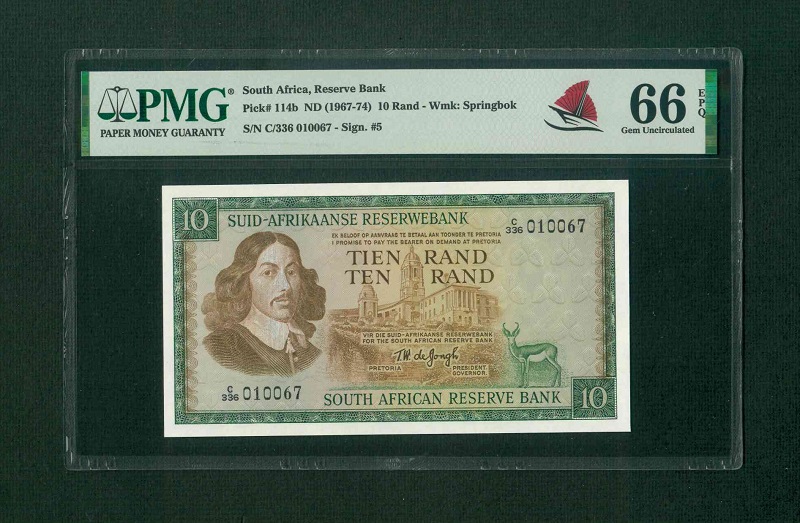 PMG®
PAPER MONEY GUARANTY
South Africa, Reserve Bank
Pick# 114b ND (1967-74) 10 Rand - Wmk: Springbok
S/N C/336 010067 - Sign. #5
66 EPQ
Gem Uncirculated
10
SUID-AFRIKAANSE RESERWEBANK
C/336 010067
EK BELOOF OP AANVRAAG TE BETAAL AAN TOONDER TE PRETORIA
I PROMISE TO PAY THE BEARER ON DEMAND AT PRETORIA
TIEN RAND
TEN RAND
VIR DIE SUID-AFRIKAANSE RESERWEBANK
FOR THE SOUTH AFRICAN RESERVE BANK
T.W. de Jongh
PRETORIA
PRESIDENT.
GOVERNOR.
C/336 010067
SOUTH AFRICAN RESERVE BANK
10